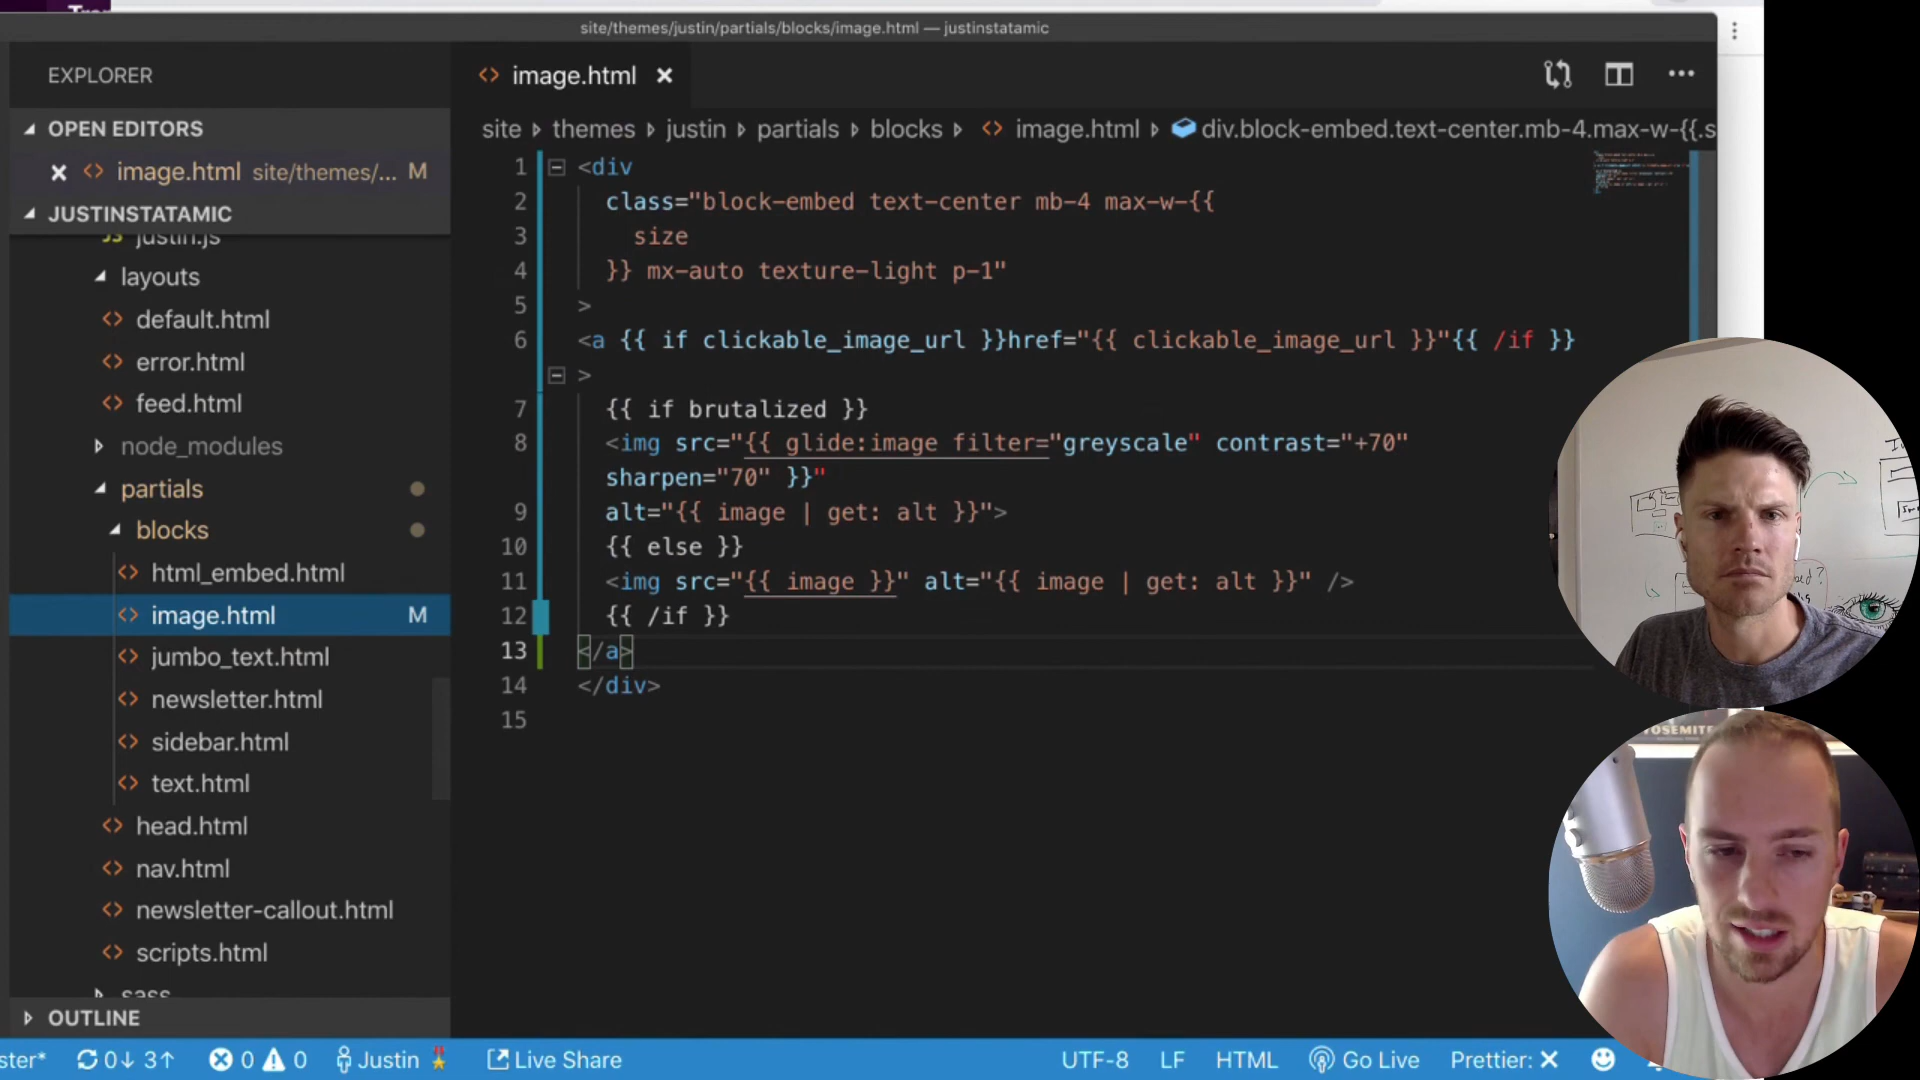 site/themes/justin/partials/blocks/image.html — justinstatamic
EXPLORER
OPEN EDITORS
image.html site/themes/... M
JUSTINSTATAMIC
justin.js
layouts
default.html
error.html
feed.html
node_modules
partials
blocks
html_embed.html
image.html M
jumbo_text.html
newsletter.html
sidebar.html
text.html
head.html
nav.html
newsletter-callout.html
scripts.html
sass
OUTLINE
image.html
site themes justin partials blocks image.html div.block-embed.text-center.mb-4.max-w-{{.s
1 <div
2 class="block-embed text-center mb-4 max-w-{{
3 size
4 }} mx-auto texture-light p-1"
5 >
6 <a {{ if clickable_image_url }}href="{{ clickable_image_url }}"{{ /if }}
>
7 {{ if brutalized }}
8 <img src="{{ glide:image filter="greyscale" contrast="+70"
sharpen="70" }}"
9 alt="{{ image | get: alt }}">
10 {{ else }}
11 <img src="{{ image }}" alt="{{ image | get: alt }}" />
12 {{ /if }}
13 </a>
14 </div>
15
YOSEMITE
ster* 0↓ 3↑ 0 0 Justin Live Share UTF-8 LF HTML Go Live Prettier: ×